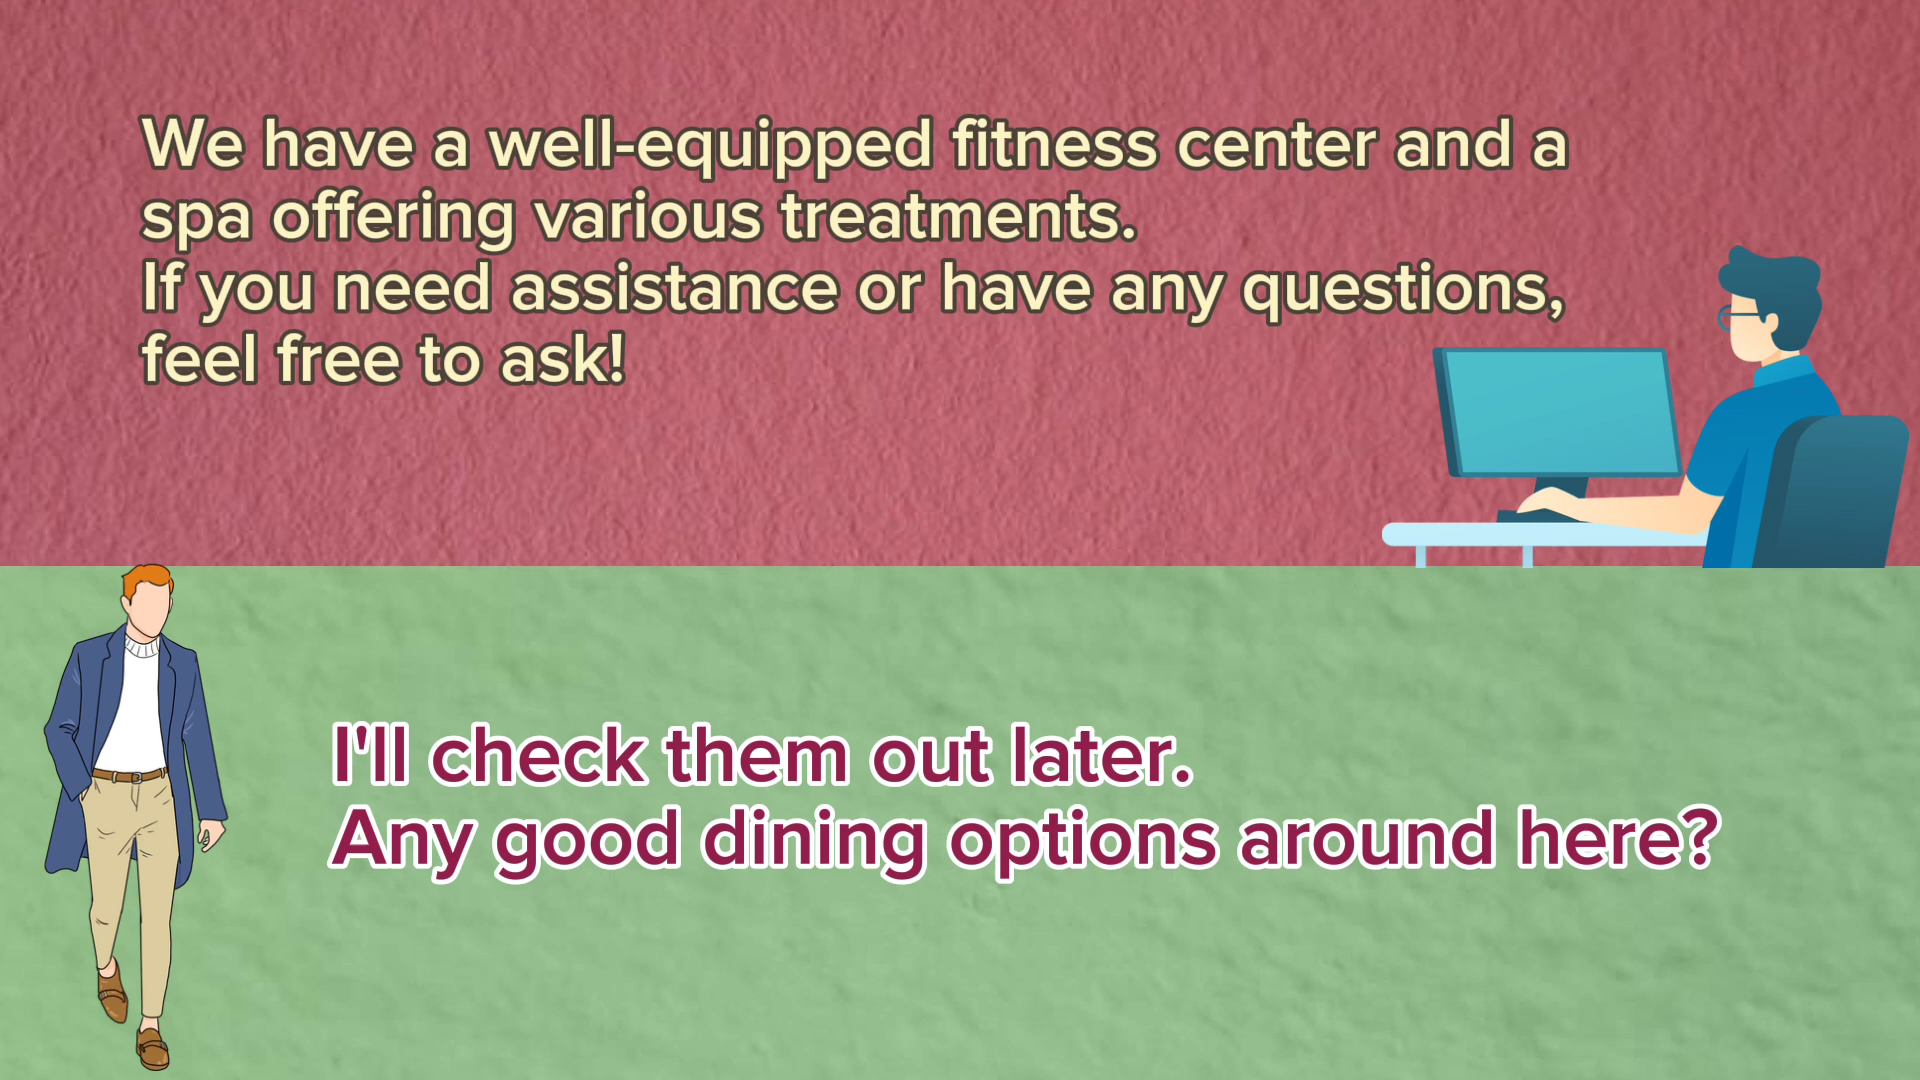 We have a well-equipped fitness center and a
spa offering various treatments.
If you need assistance or have any questions,
feel free to ask!
I'll check them out later.
Any good dining options around here?